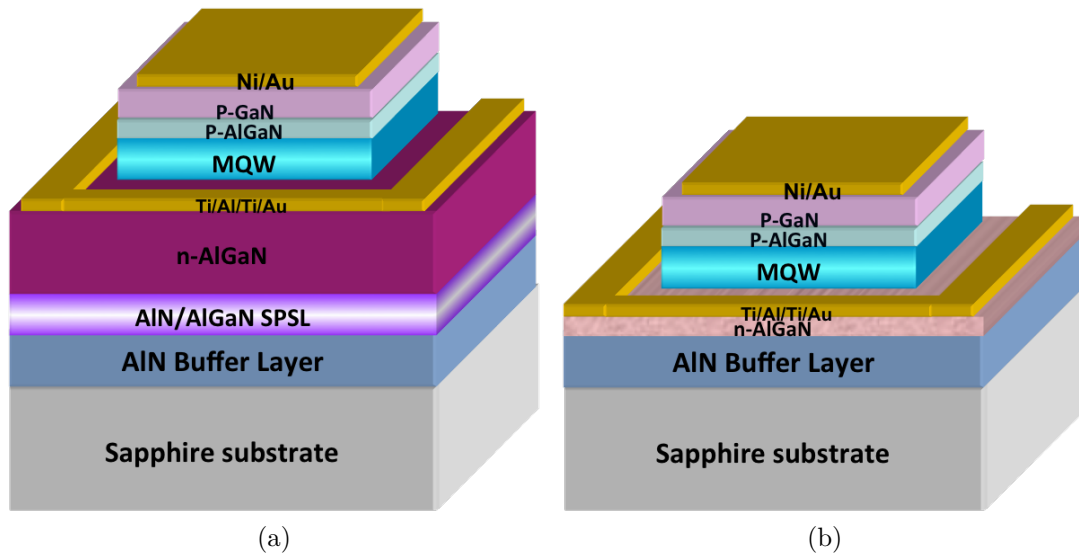 Ni/Au
P-GaN
P-AlGaN
MQW
Ti/Al/Ti/Au
n-AlGaN
AlN/AlGaN SPSL
AlN Buffer Layer
Sapphire substrate
(a)
Ni/Au
P-GaN
P-AlGaN
MQW
Ti/Al/Ti/Au
n-AlGaN
AlN Buffer Layer
Sapphire substrate
(b)